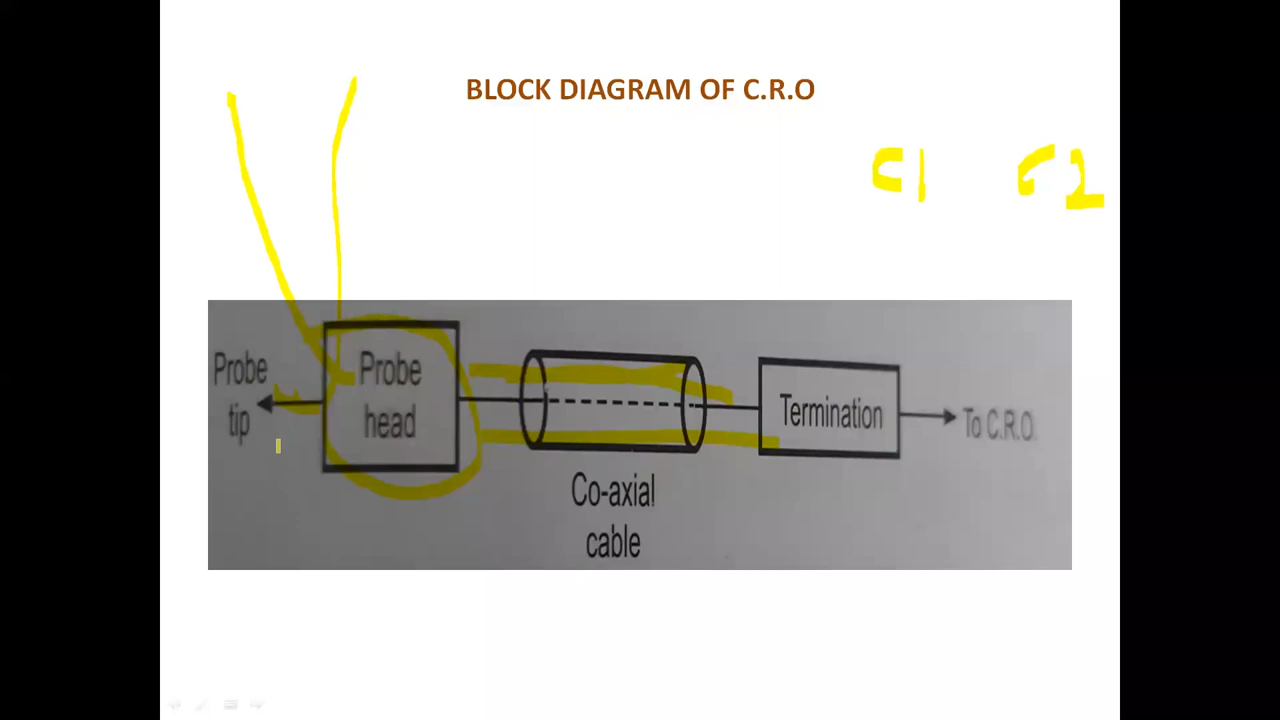 BLOCK DIAGRAM OF C.R.O
C1 C2
Probe
tip
Probe
head
Co-axial
cable
Termination
To C.R.O.